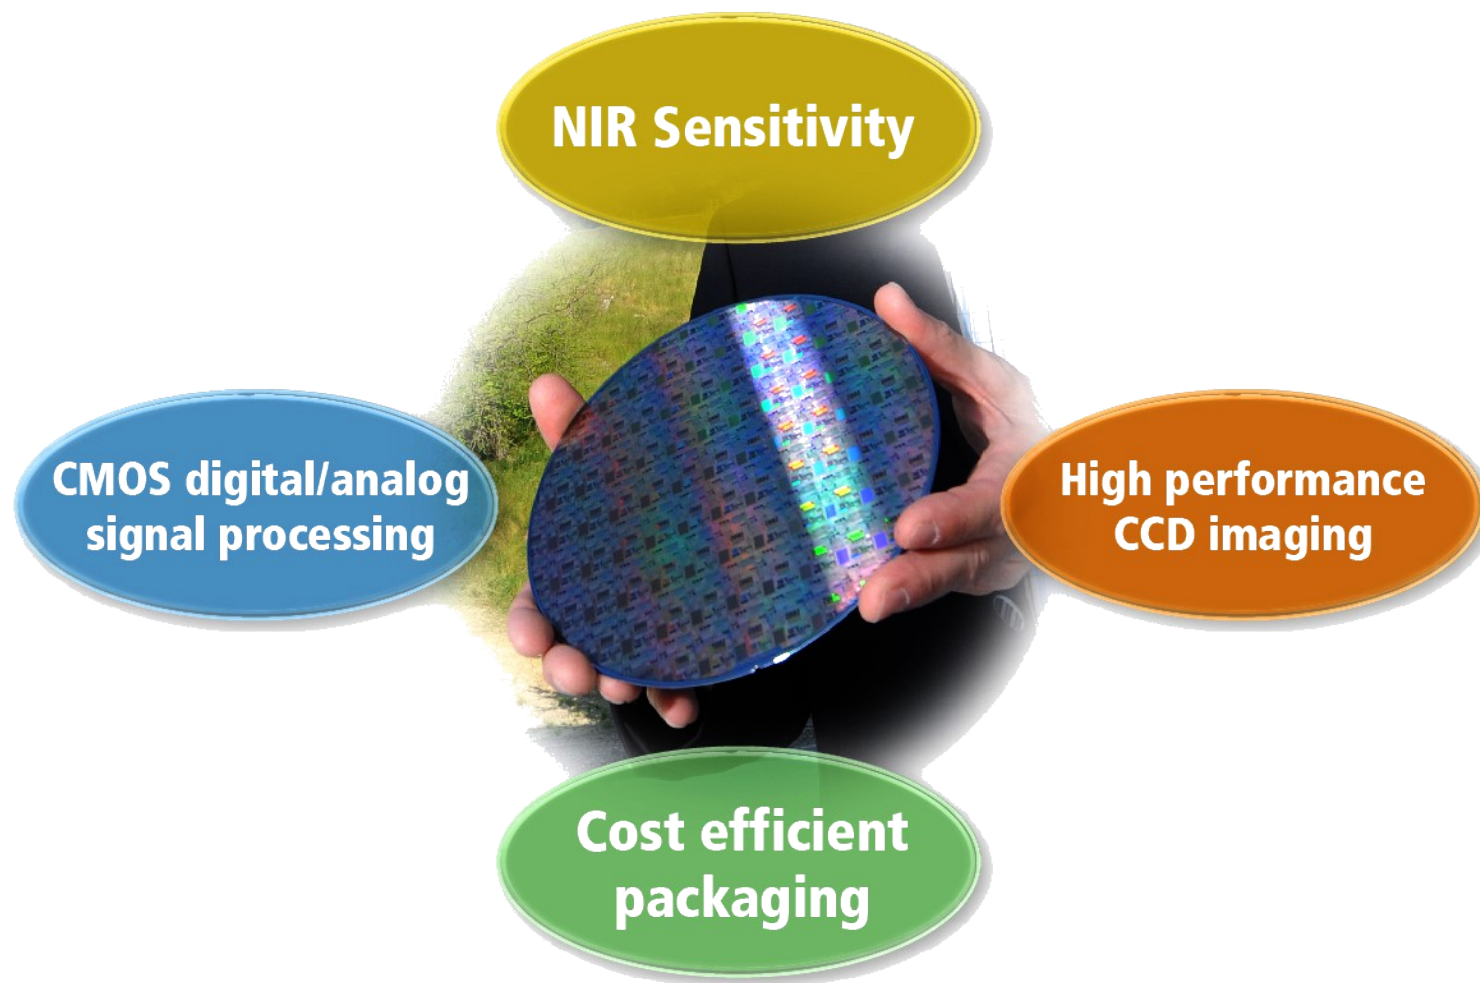 NIR Sensitivity
CMOS digital/analog
signal processing
High performance
CCD imaging
Cost efficient
packaging